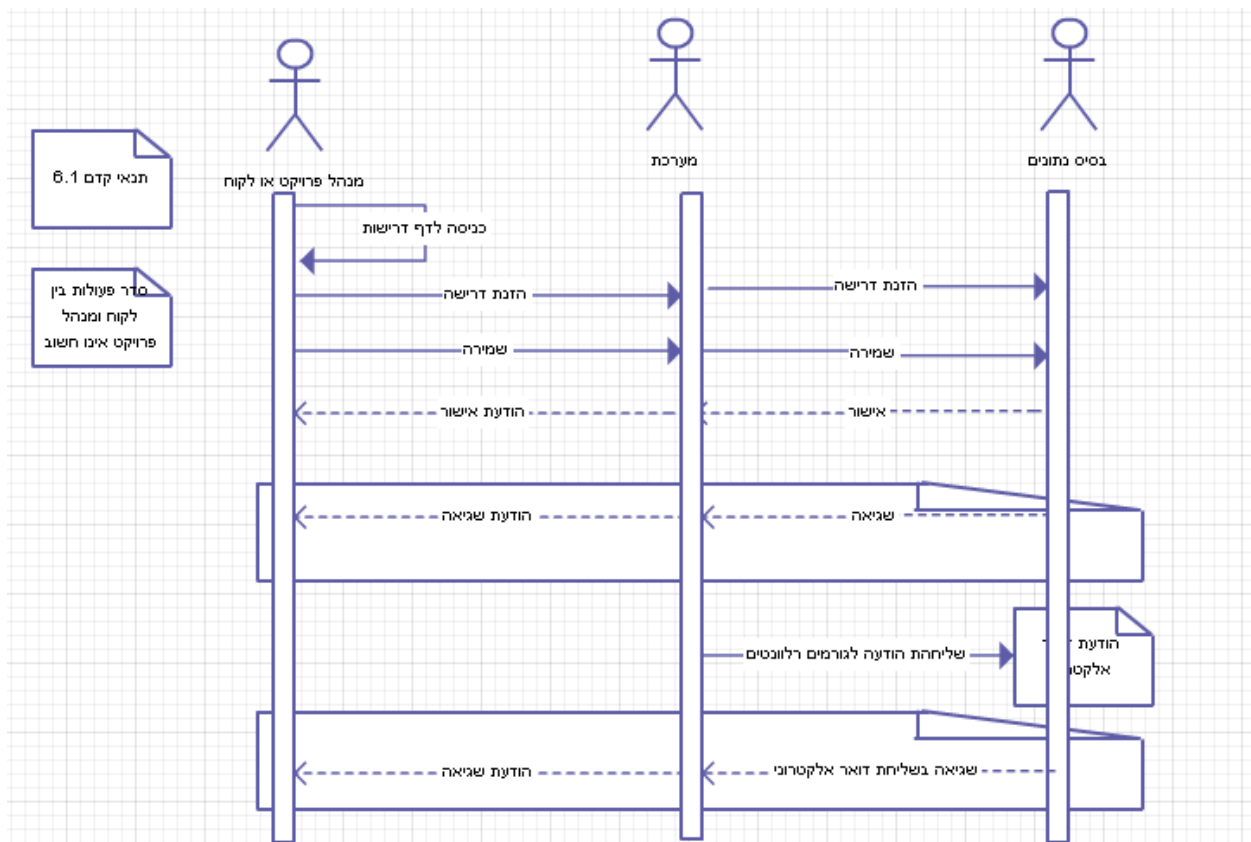 מערכת
בסיס נתונים
מנהל פרויקט או לקוח
תנאי קדם 6.1
כניסה לדף דרישות
סדר פעולות בין
לקוח ומנהל
פרויקט אינו חשוב
הזנת דרישה
הזנת דרישה
שמירה
שמירה
אישור
הודעת אישור
שגיאה
הודעת שגיאה
שליחהת הודעה לגורמים רלוונטים
הודעת
שגיאה בשליחת דואר אלקטרוני
הודעת שגיאה